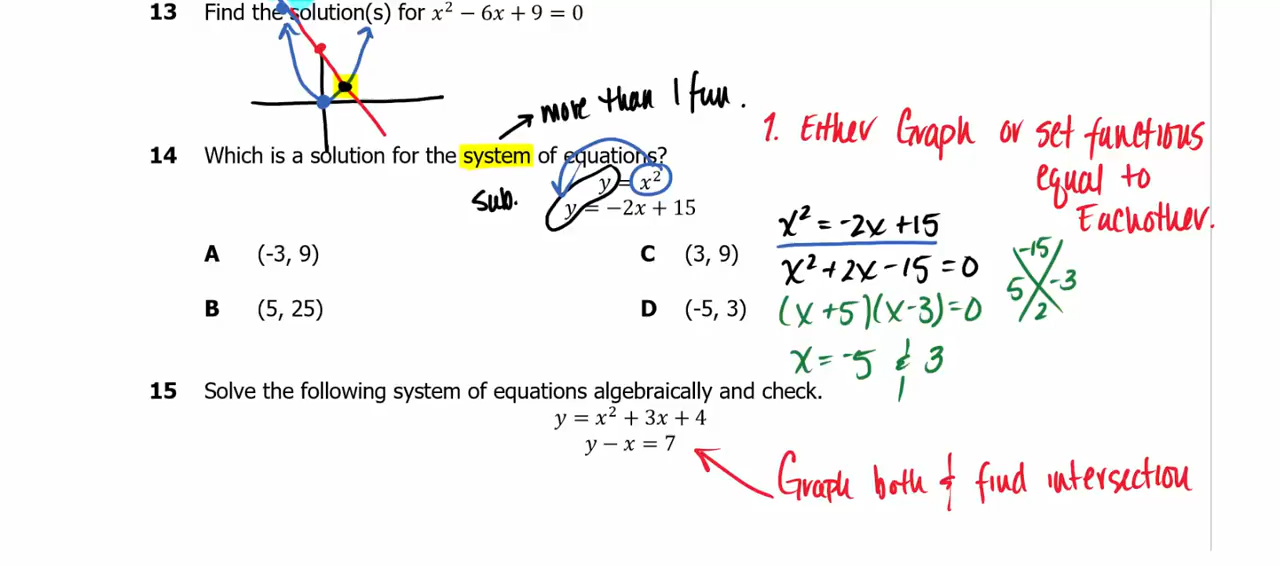 13 Find the solution(s) for x² − 6x + 9 = 0
more than 1 fun.
1. Either Graph or set functions
equal to
Eachother.
14 Which is a solution for the system of equations?
y = x²
sub.
y = −2x + 15
x² = -2x + 15
A (-3, 9)
C (3, 9)
x² + 2x - 15 = 0
-15
5 -3
2
B (5, 25)
D (-5, 3)
(x + 5)(x - 3) = 0
x = -5 & 3
15 Solve the following system of equations algebraically and check.
y = x² + 3x + 4
y − x = 7
Graph both & find intersection